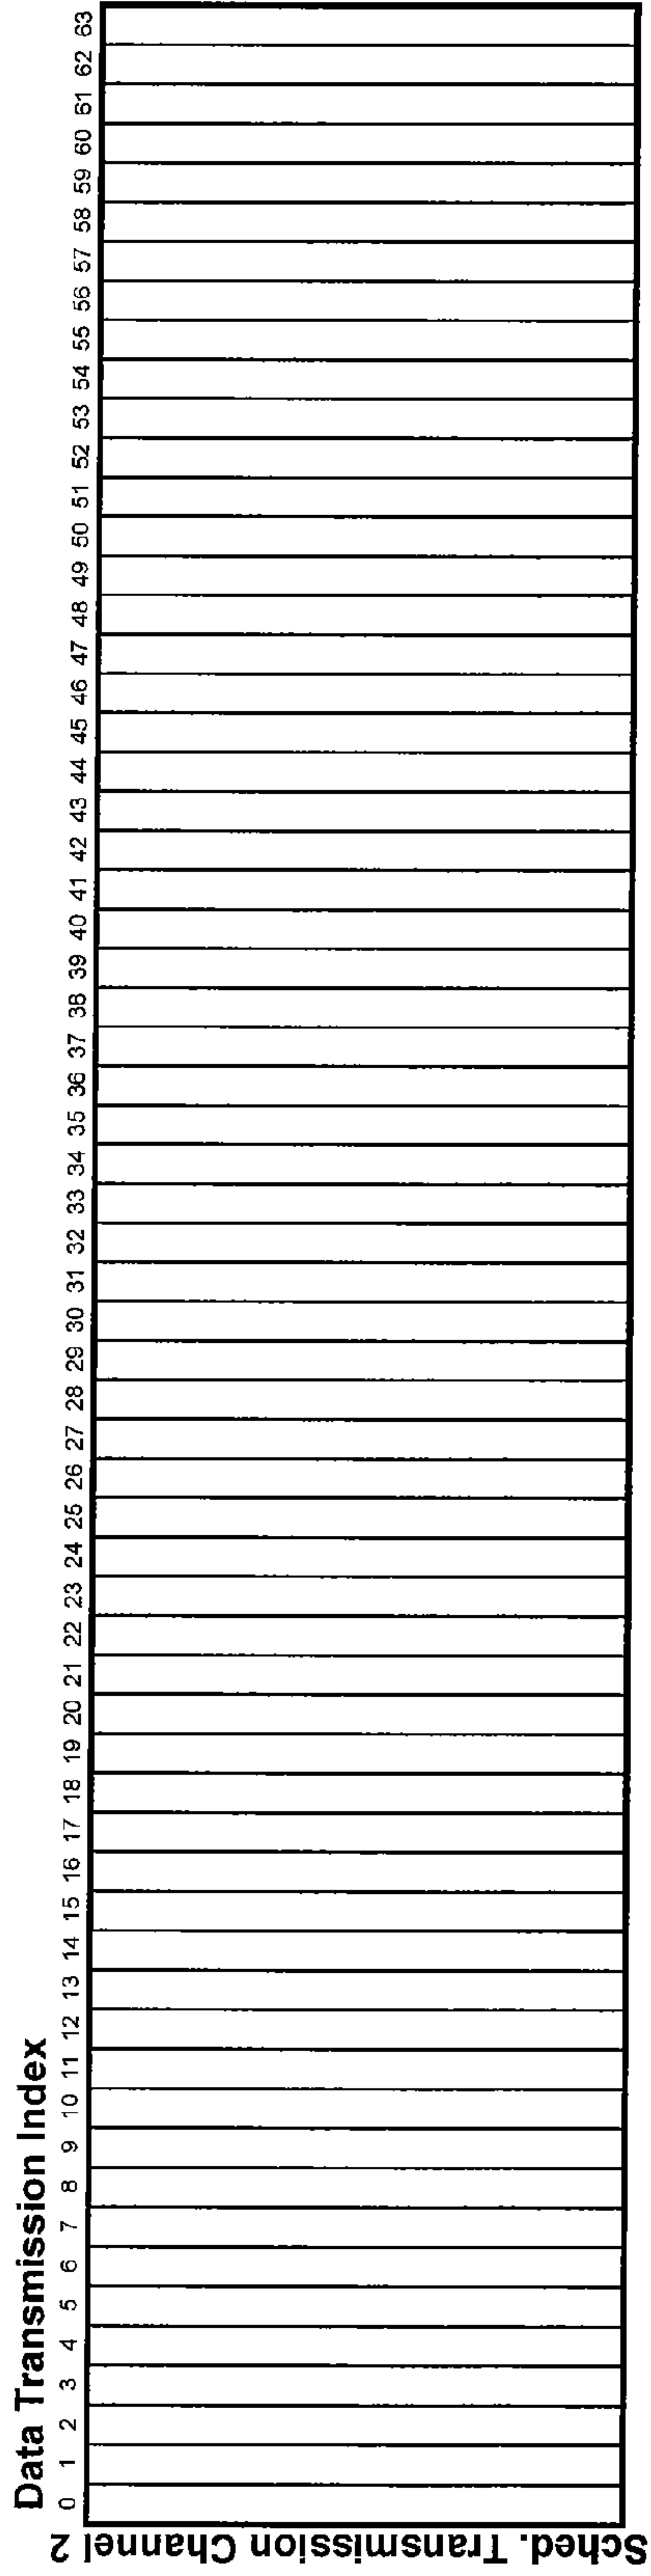 Data Transmission Index
0 1 2 3 4 5 6 7 8 9 10 11 12 13 14 15 16 17 18 19 20 21 22 23 24 25 26 27 28 29 30 31 32 33 34 35 36 37 38 39 40 41 42 43 44 45 46 47 48 49 50 51 52 53 54 55 56 57 58 59 60 61 62 63
Sched. Transmission Channel 2